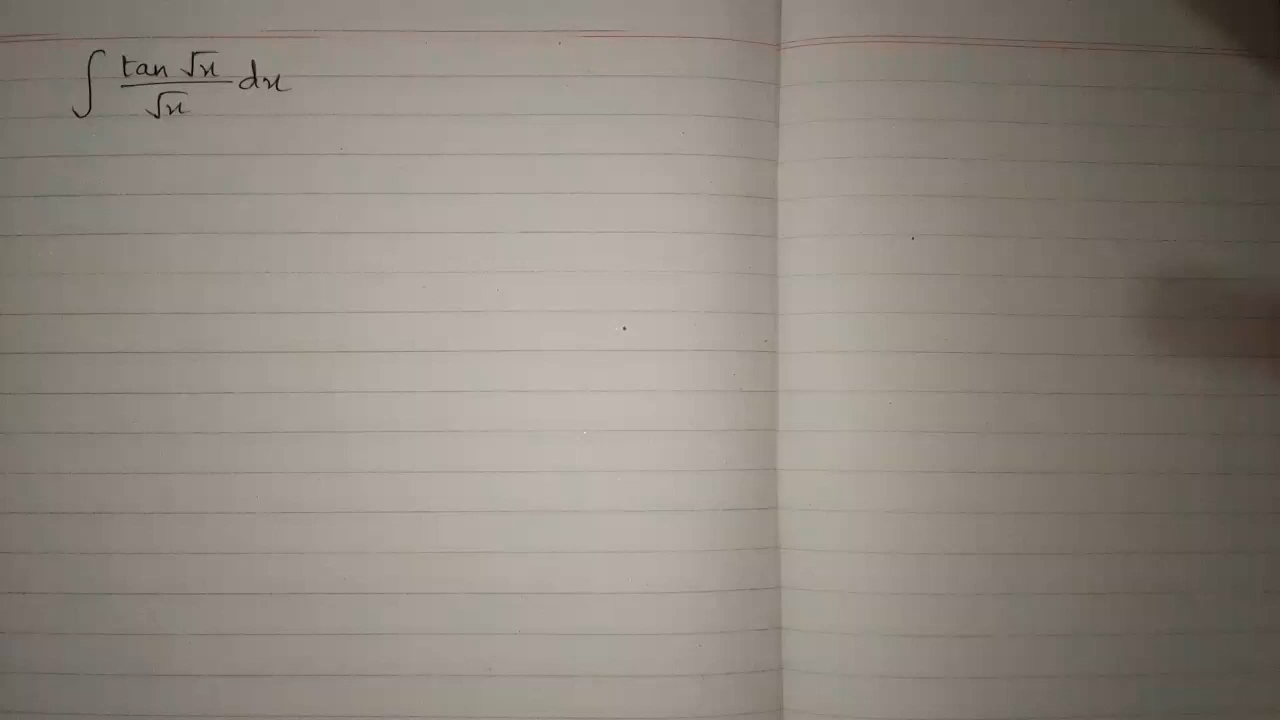 ∫ tan √x / √x dx